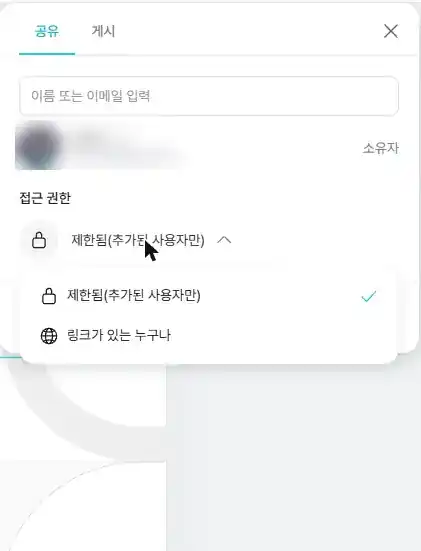 공유 게시
이름 또는 이메일 입력
소유자
접근 권한
제한됨(추가된 사용자만)
제한됨(추가된 사용자만)
링크가 있는 누구나